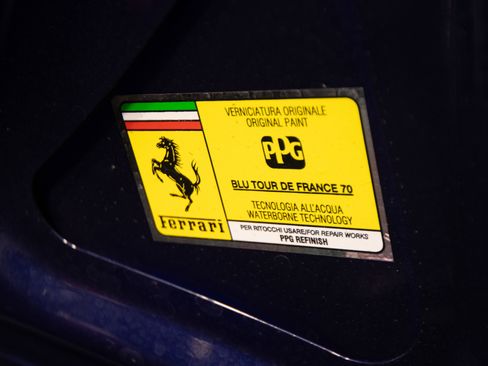 VERNICIATURA ORIGINALE
ORIGINAL PAINT
PPG
BLU TOUR DE FRANCE 70
TECNOLOGIA ALL'ACQUA
WATERBORNE TECHNOLOGY
Ferrari
PER RITOCCHI USARE/FOR REPAIR WORKS
PPG REFINISH